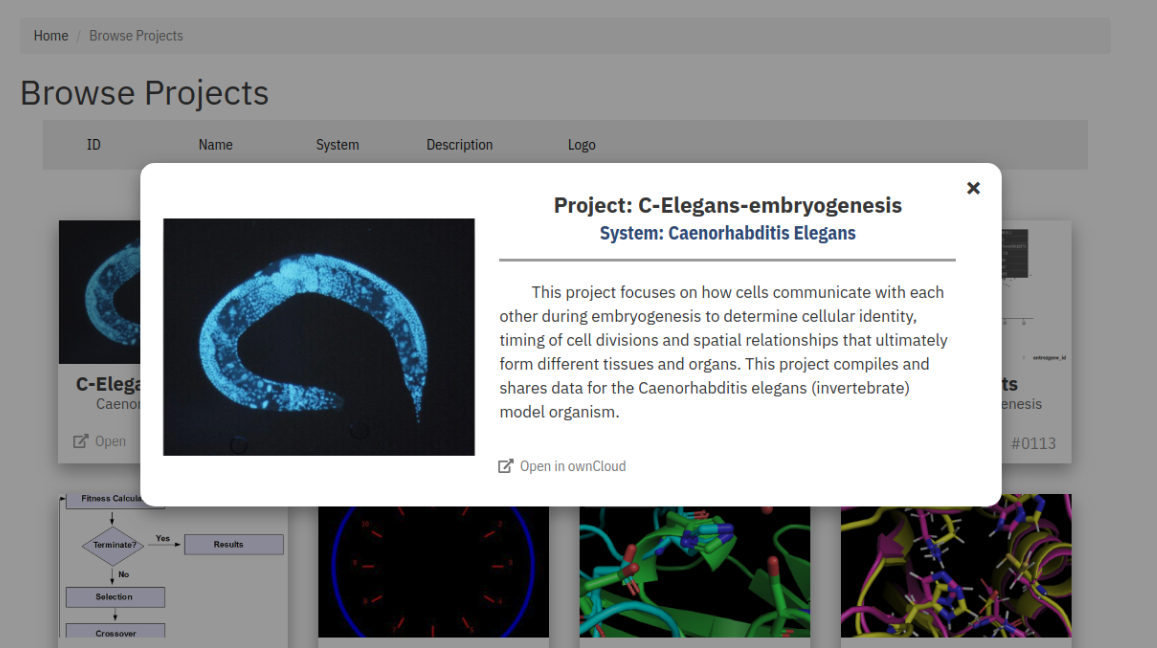 Home / Browse Projects
Browse Projects
ID Name System Description Logo
Project: C-Elegans-embryogenesis
System: Caenorhabditis Elegans
This project focuses on how cells communicate with each
other during embryogenesis to determine cellular identity,
timing of cell divisions and spatial relationships that ultimately
form different tissues and organs. This project compiles and
shares data for the Caenorhabditis elegans (invertebrate)
model organism.
Open in ownCloud
C-Elega
Caenor
Open
entrezgene_id
ts
enesis
#0113
Fitness Calcula
Terminate?
Yes
Results
No
Selection
Crossover